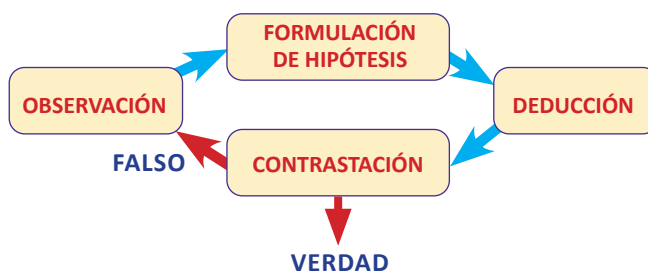 FORMULACIÓN
DE HIPÓTESIS
OBSERVACIÓN
DEDUCCIÓN
CONTRASTACIÓN
FALSO
VERDAD